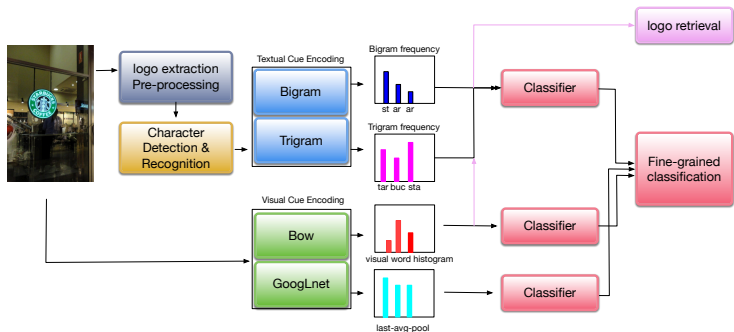 Bigram frequency
logo retrieval
Textual Cue Encoding
logo extraction
Pre-processing
Bigram
Classifier
st ar ar
STARBUCKS
COFFEE
Character
Detection &
Recognition
Trigram frequency
Trigram
Fine-grained
classification
tar buc sta
Visual Cue Encoding
Bow
Classifier
visual word histogram
GoogLnet
Classifier
last-avg-pool